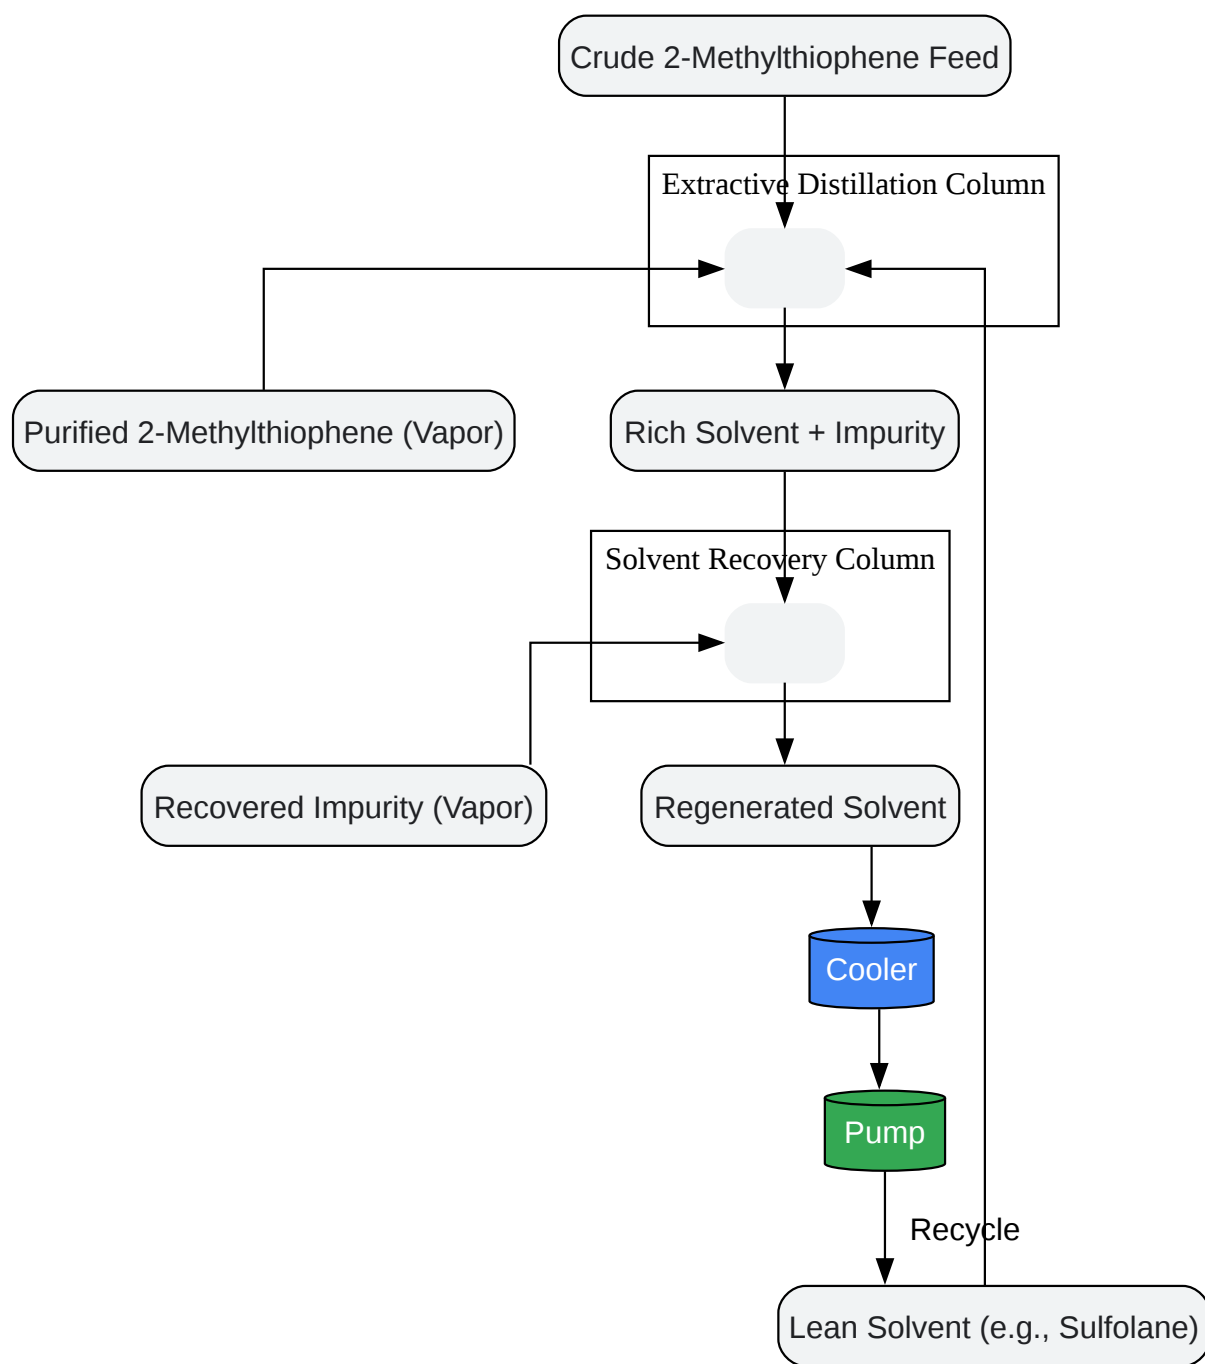 Crude 2-Methylthiophene Feed
Extractive Distillation Column
Purified 2-Methylthiophene (Vapor)
Rich Solvent + Impurity
Solvent Recovery Column
Recovered Impurity (Vapor)
Regenerated Solvent
Cooler
Pump
Recycle
Lean Solvent (e.g., Sulfolane)